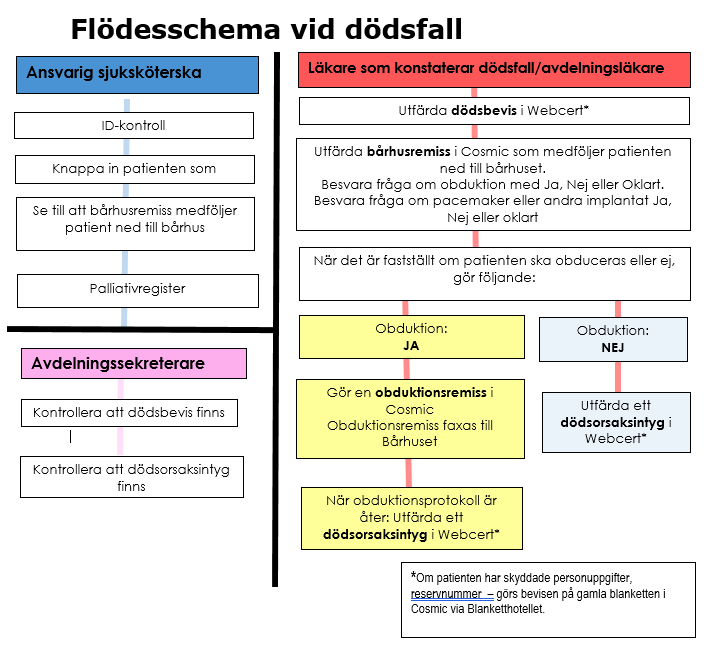 Flödesschema vid dödsfall
Ansvarig sjuksköterska
ID-kontroll
Knappa in patienten som
Se till att bårhusremiss medföljer
patient ned till bårhus
Palliativregister
Avdelningssekreterare
Kontrollera att dödsbevis finns
Kontrollera att dödsorsaksintyg
finns
Läkare som konstaterar dödsfall/avdelningsläkare
Utfärda dödsbevis i Webcert*
Utfärda bårhusremiss i Cosmic som medföljer patienten
ned till bårhuset.
Besvara fråga om obduktion med Ja, Nej eller Oklart.
Besvara fråga om pacemaker eller andra implantat Ja,
Nej eller oklart
När det är fastställt om patienten ska obduceras eller ej,
gör följande:
Obduktion:
JA
Gör en obduktionsremiss i
Cosmic
Obduktionsremiss faxas till
Bårhuset
När obduktionsprotokoll är
åter: Utfärda ett
dödsorsaksintyg i Webcert*
Obduktion:
NEJ
Utfärda ett
dödsorsaksintyg i
Webcert*
*Om patienten har skyddade personuppgifter,
reservnummer – görs bevisen på gamla blanketten i
Cosmic via Blanketthotellet.